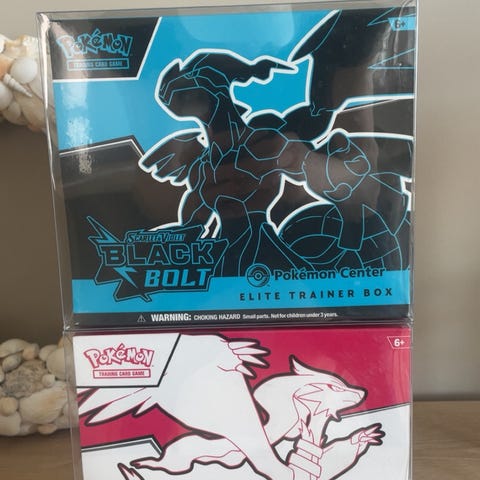 POKéMON
TRADING CARD GAME
6+
SCARLET & VIOLET
BLACK
BOLT
Pokémon Center
ELITE TRAINER BOX
WARNING: CHOKING HAZARD Small parts. Not for children under 3 years.
POKéMON
TRADING CARD GAME
6+